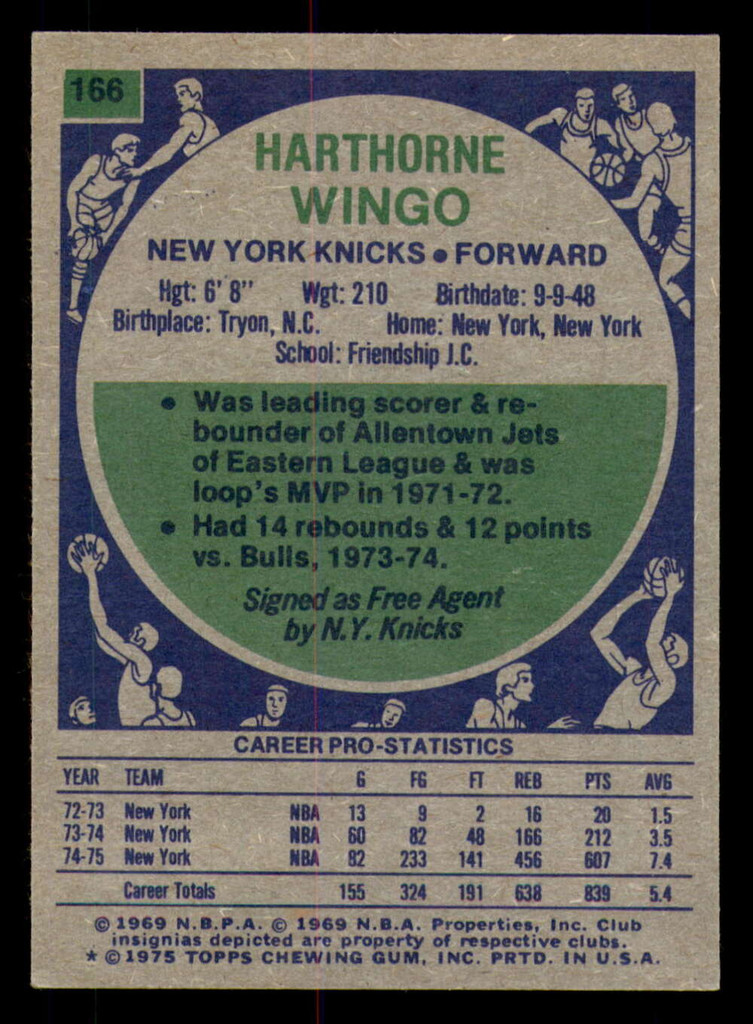 166
HARTHORNE
WINGO
NEW YORK KNICKS • FORWARD
Hgt: 6' 8" Wgt: 210 Birthdate: 9-9-48
Birthplace: Tryon, N.C. Home: New York, New York
School: Friendship J.C.
• Was leading scorer & re-
bounder of Allentown Jets
of Eastern League & was
loop's MVP in 1971-72.
• Had 14 rebounds & 12 points
vs. Bulls, 1973-74.
Signed as Free Agent
by N.Y. Knicks
CAREER PRO-STATISTICS
YEAR TEAM G FG FT REB PTS AVG
72-73 New York NBA 13 9 2 16 20 1.5
73-74 New York NBA 60 82 48 166 212 3.5
74-75 New York NBA 82 233 141 456 607 7.4
Career Totals 155 324 191 638 839 5.4
© 1969 N.B.P.A. © 1969 N.B.A. Properties, Inc. Club
insignias depicted are property of respective clubs.
* © 1975 TOPPS CHEWING GUM, INC. PRTD. IN U.S.A.